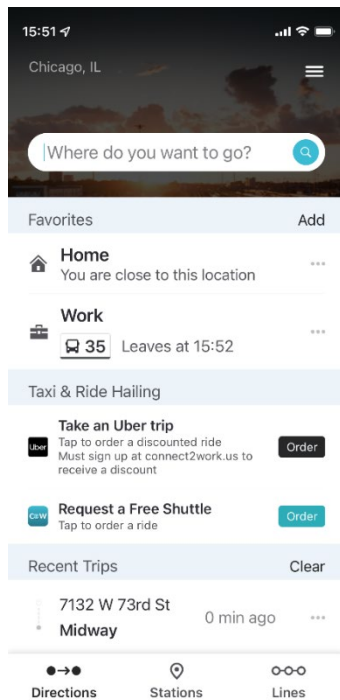 15:51
Chicago, IL
Where do you want to go?
Favorites Add
Home
You are close to this location
Work
35 Leaves at 15:52
Taxi & Ride Hailing
Take an Uber trip
Tap to order a discounted ride
Must sign up at connect2work.us to
receive a discount
Uber
Order
Request a Free Shuttle
Tap to order a ride
C2W
Order
Recent Trips Clear
7132 W 73rd St
Midway
0 min ago
Directions Stations Lines